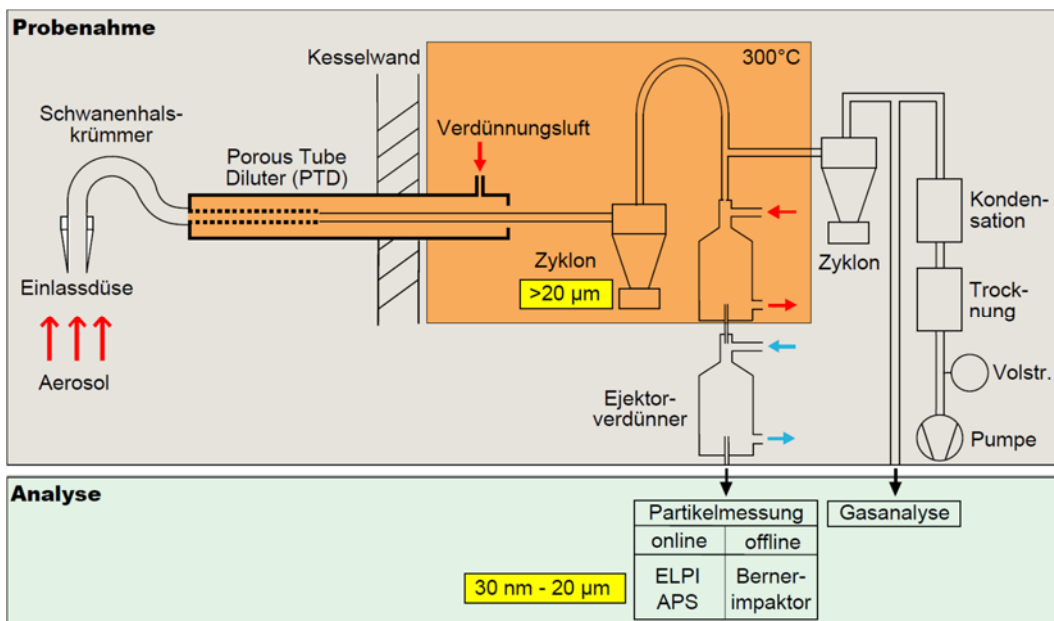 Probenahme
Kesselwand
300°C
Schwanenhals-
krümmer
Verdünnungsluft
Porous Tube
Diluter (PTD)
Konden-
sation
Zyklon
Zyklon
>20 µm
Einlassdüse
Trock-
nung
Aerosol
Volstr.
Ejektor-
verdünner
Pumpe
Analyse
Partikelmessung
Gasanalyse
online
offline
30 nm - 20 µm
ELPI
APS
Berner-
impaktor